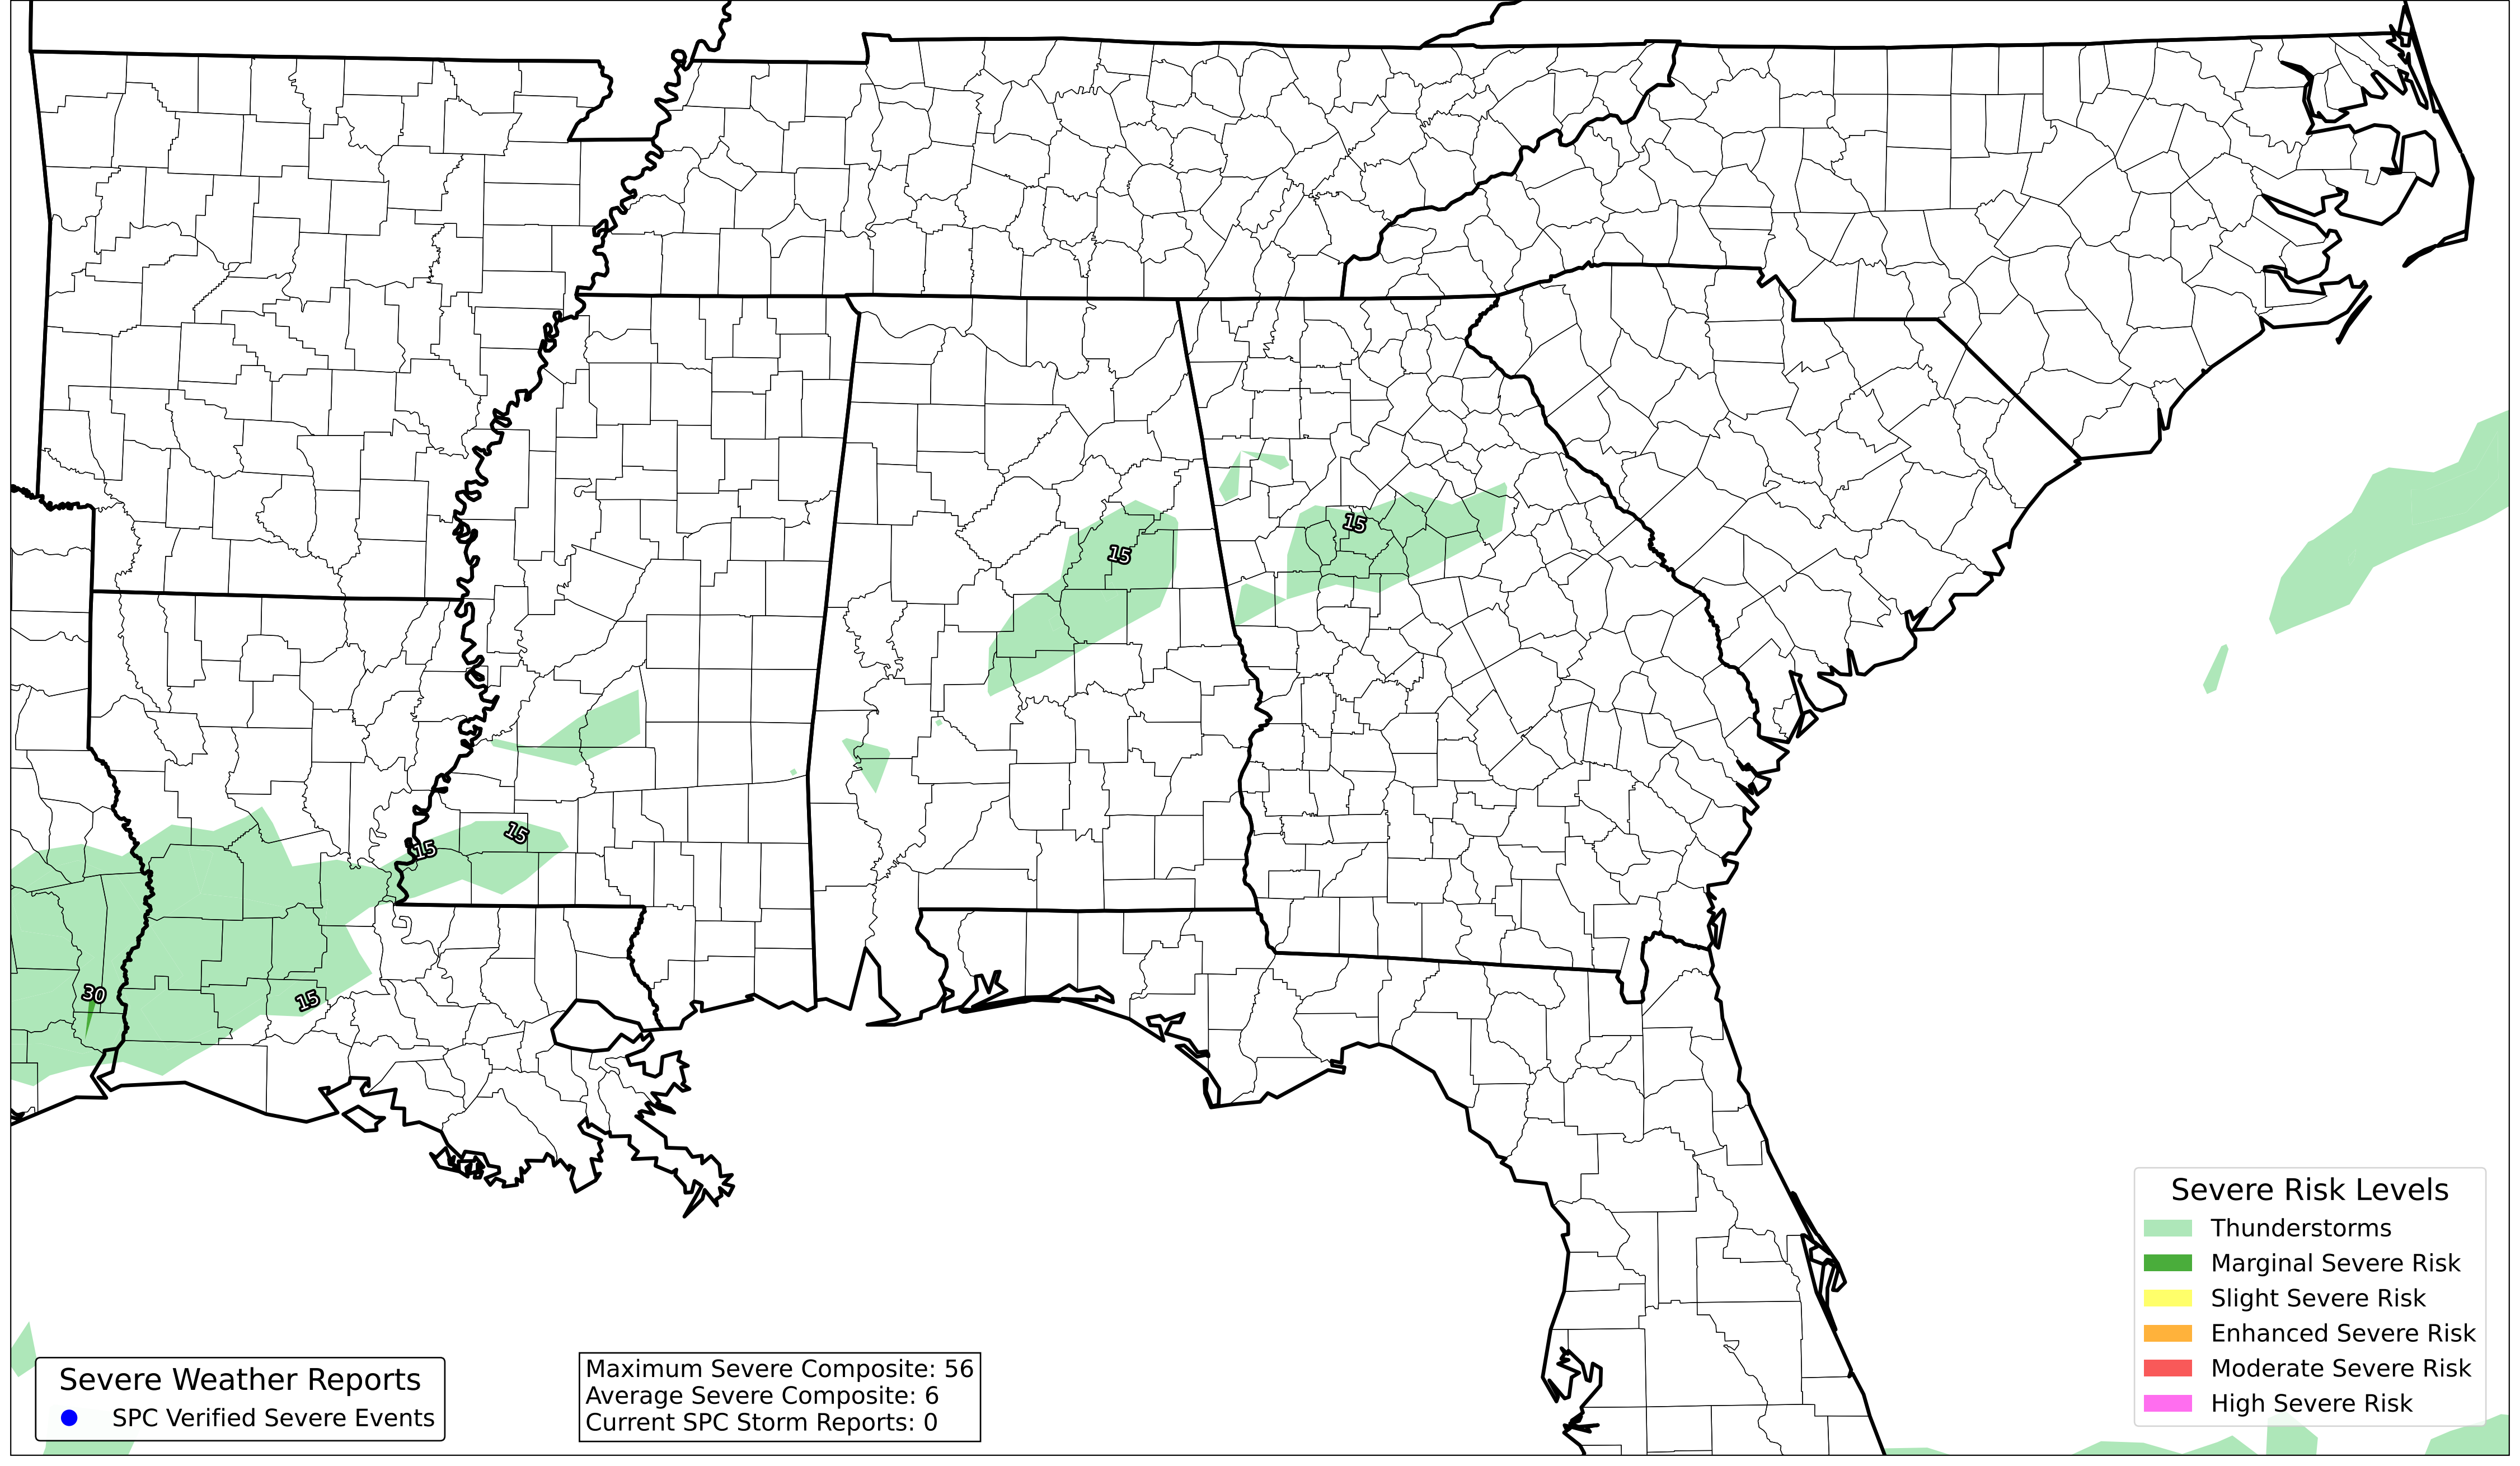 15
15
15
15
30
15
Severe Weather Reports
SPC Verified Severe Events
Maximum Severe Composite: 56
Average Severe Composite: 6
Current SPC Storm Reports: 0
Severe Risk Levels
Thunderstorms
Marginal Severe Risk
Slight Severe Risk
Enhanced Severe Risk
Moderate Severe Risk
High Severe Risk